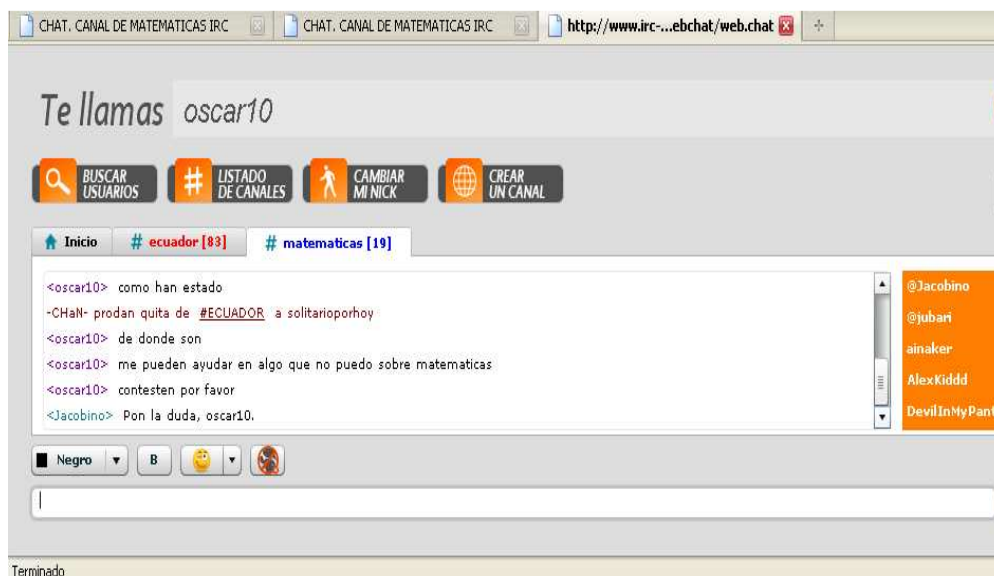 CHAT. CANAL DE MATEMATICAS IRC
CHAT. CANAL DE MATEMATICAS IRC
http://www.irc-...ebchat/web.chat
Te llamas oscar10
BUSCAR
USUARIOS
LISTADO
DE CANALES
CAMBIAR
MI NICK
CREAR
UN CANAL
Inicio
# ecuador [83]
# matematicas [19]
<oscar10> como han estado
-CHaN- prodan quita de #ECUADOR a solitarioporhoy
<oscar10> de donde son
<oscar10> me pueden ayudar en algo que no puedo sobre matematicas
<oscar10> contesten por favor
<Jacobino> Pon la duda, oscar10.
@Jacobino
@jubari
ainaker
AlexKiddd
DevilInMyPant
Negro
B
Terminado